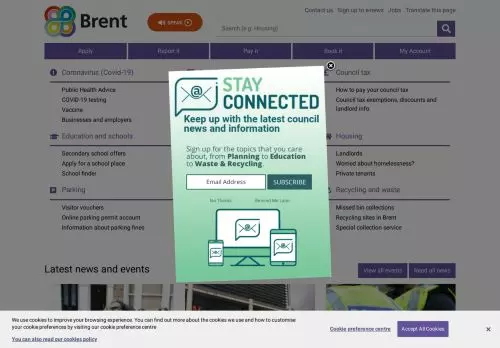 Brent
SPEAK
Contact us
Sign up to e-news
Jobs
Translate this page
Search (e.g. Housing)
Apply
Report it
Pay it
Book it
My Account
Coronavirus (Covid-19)
Public Health Advice
COVID-19 testing
Vaccine
Businesses and employers
Council tax
How to pay your council tax
Council tax exemptions, discounts and
landlord info
Education and schools
Secondary school offers
Apply for a school place
School finder
Housing
Landlords
Worried about homelessness?
Private tenants
Parking
Visitor vouchers
Online parking permit account
Information about parking fines
Recycling and waste
Missed bin collections
Recycling sites in Brent
Special collection service
STAY
CONNECTED
Keep up with the latest council
news and information
Sign up for the topics that you care
about, from Planning to Education
to Waste & Recycling.
Email Address
SUBSCRIBE
No Thanks
Remind Me Later
Latest news and events
View all events
Read all news
We use cookies to improve your browsing experience. You can find out more about the cookies we use and how to customise
your cookie preferences by visiting our cookie preference centre
You can also read our cookies policy
Cookie preference centre
Accept All Cookies